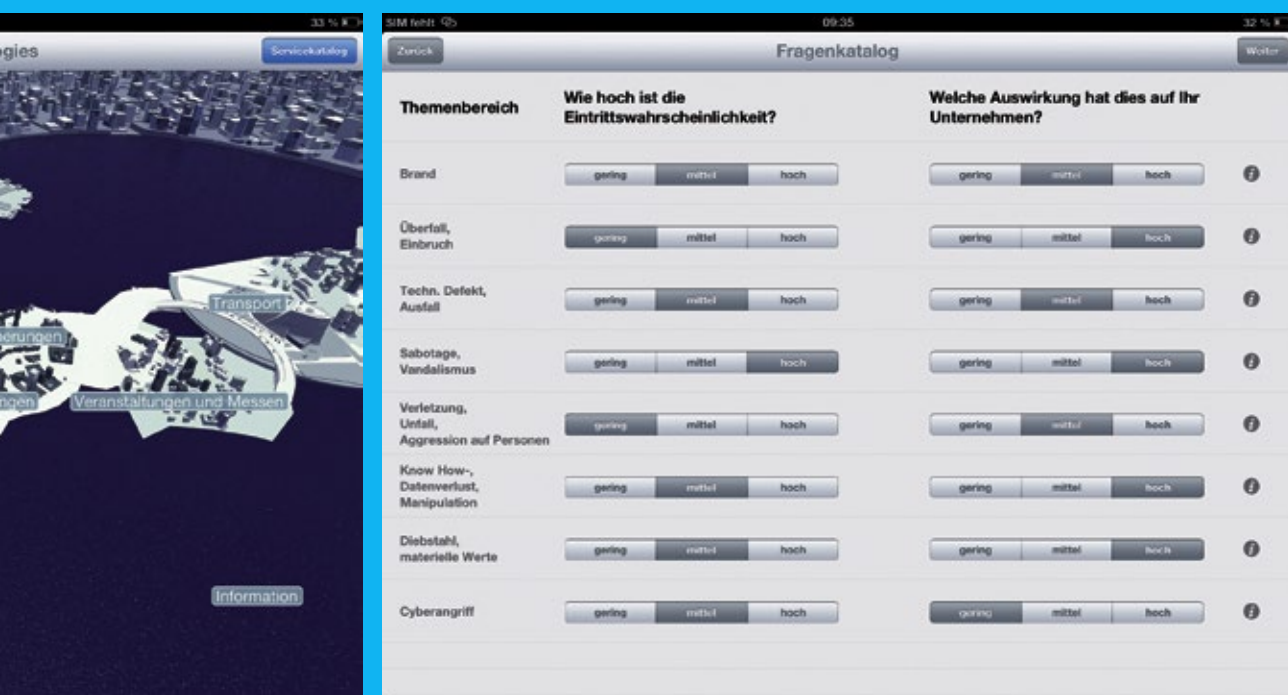 33 %
ogies
Servicekatalog
Transport
erungen
ngen
Veranstaltungen und Messen
Information
SIM fehlt
09:35
32 %
Zurück
Fragenkatalog
Weiter
Themenbereich
Wie hoch ist die
Eintrittswahrscheinlichkeit?
Welche Auswirkung hat dies auf Ihr
Unternehmen?
Brand
gering mittel hoch
gering mittel hoch
Überfall,
Einbruch
gering mittel hoch
gering mittel hoch
Techn. Defekt,
Ausfall
gering mittel hoch
gering mittel hoch
Sabotage,
Vandalismus
gering mittel hoch
gering mittel hoch
Verletzung,
Unfall,
Aggression auf Personen
gering mittel hoch
gering mittel hoch
Know How-,
Datenverlust,
Manipulation
gering mittel hoch
gering mittel hoch
Diebstahl,
materielle Werte
gering mittel hoch
gering mittel hoch
Cyberangriff
gering mittel hoch
gering mittel hoch